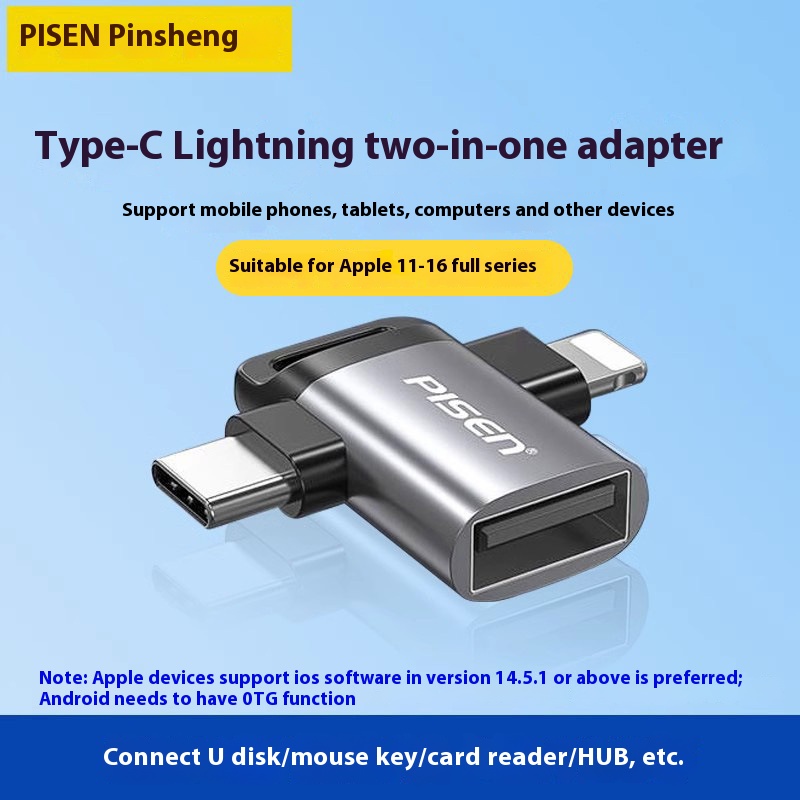 PISEN Pinsheng
Type-C Lightning two-in-one adapter
Support mobile phones, tablets, computers and other devices
Suitable for Apple 11-16 full series
PISEN®
Note: Apple devices support ios software in version 14.5.1 or above is preferred;
Android needs to have 0TG function
Connect U disk/mouse key/card reader/HUB, etc.